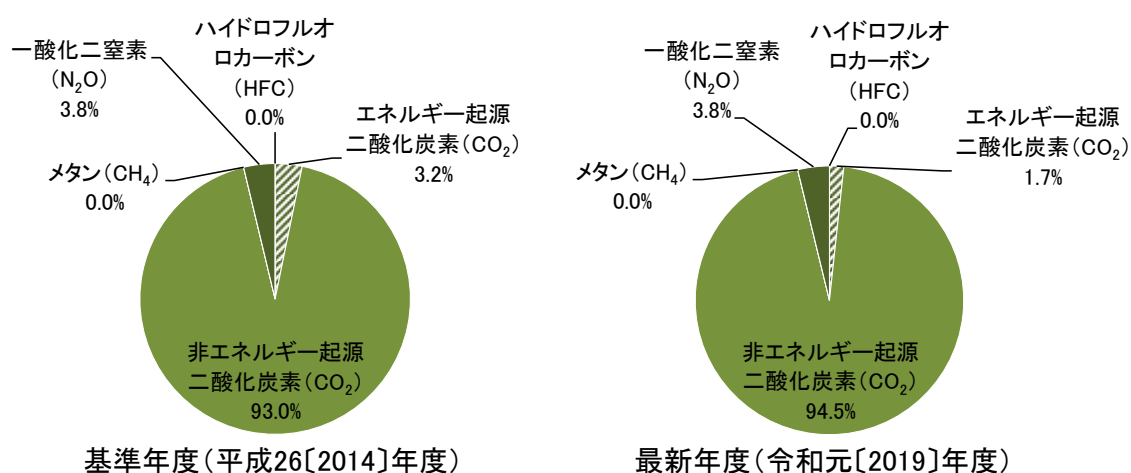 ハイドロフルオ
ロカーボン
(HFC)
0.0%
一酸化二窒素
(N₂O)
3.8%
エネルギー起源
二酸化炭素(CO₂)
3.2%
メタン(CH₄)
0.0%
非エネルギー起源
二酸化炭素(CO₂)
93.0%
基準年度(平成26〔2014〕年度)
ハイドロフルオ
ロカーボン
(HFC)
0.0%
一酸化二窒素
(N₂O)
3.8%
エネルギー起源
二酸化炭素(CO₂)
1.7%
メタン(CH₄)
0.0%
非エネルギー起源
二酸化炭素(CO₂)
94.5%
最新年度(令和元〔2019〕年度)